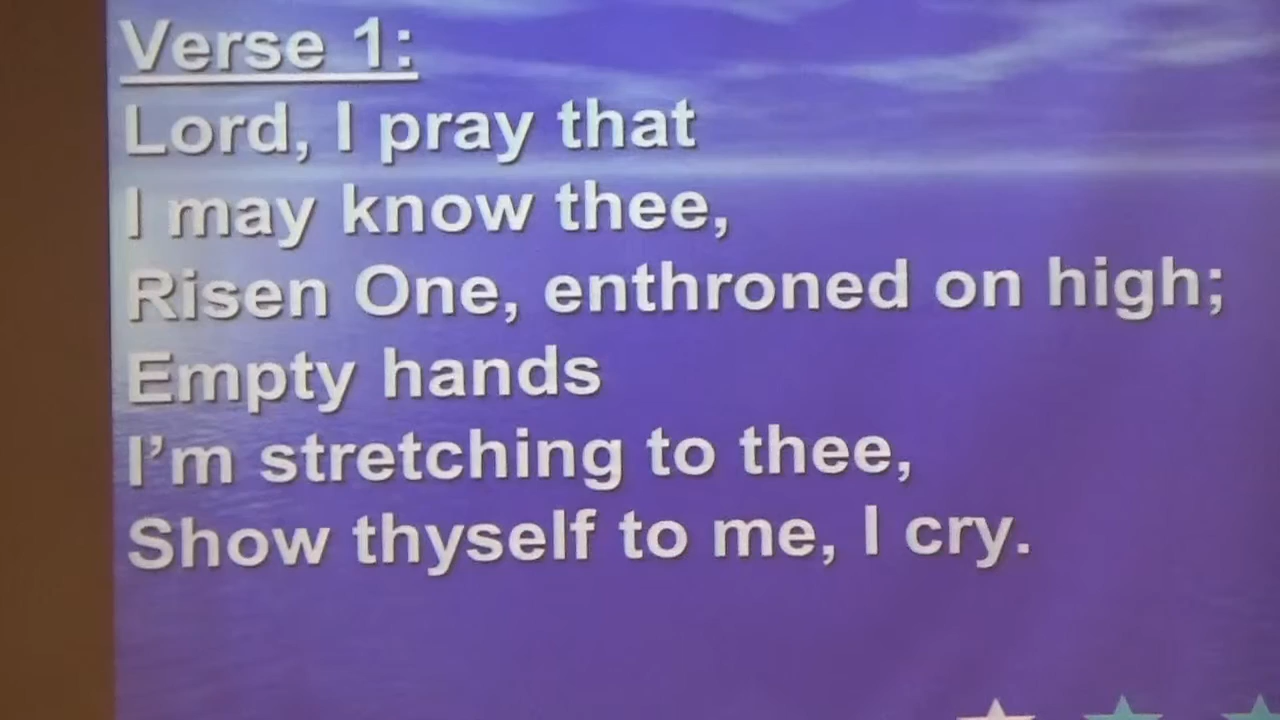 Verse 1:
Lord, I pray that
I may know thee,
Risen One, enthroned on high;
Empty hands
I’m stretching to thee,
Show thyself to me, I cry.